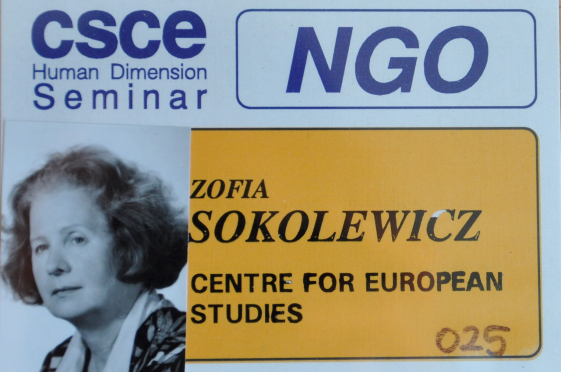 csce
Human Dimension
Seminar
NGO
ZOFIA
SOKOLEWICZ
CENTRE FOR EUROPEAN
STUDIES
025